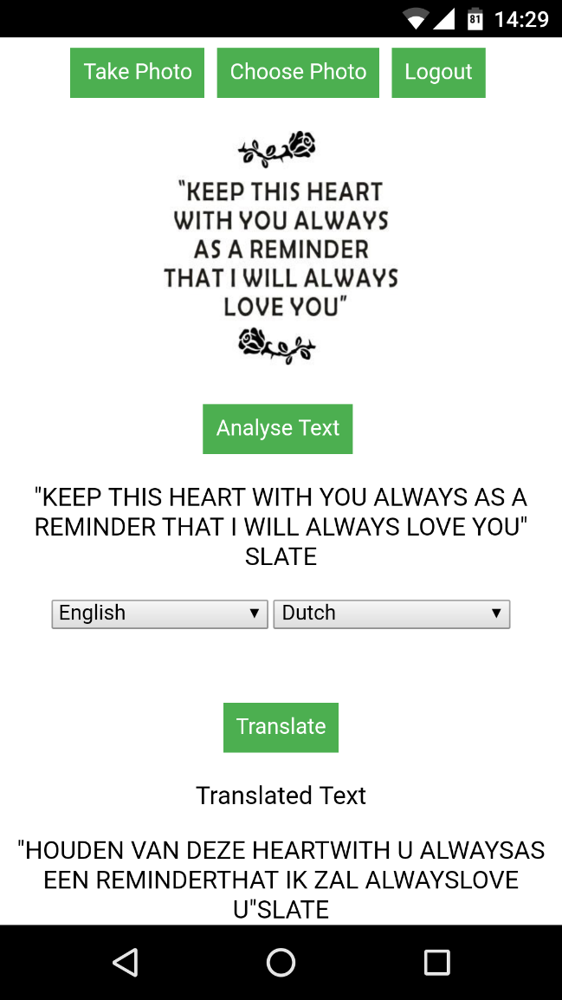 81 14:29
Take Photo Choose Photo Logout
"KEEP THIS HEART
WITH YOU ALWAYS
AS A REMINDER
THAT I WILL ALWAYS
LOVE YOU"
Analyse Text
"KEEP THIS HEART WITH YOU ALWAYS AS A
REMINDER THAT I WILL ALWAYS LOVE YOU"
SLATE
English Dutch
Translate
Translated Text
"HOUDEN VAN DEZE HEARTWITH U ALWAYSAS
EEN REMINDERTHAT IK ZAL ALWAYSLOVE
U"SLATE